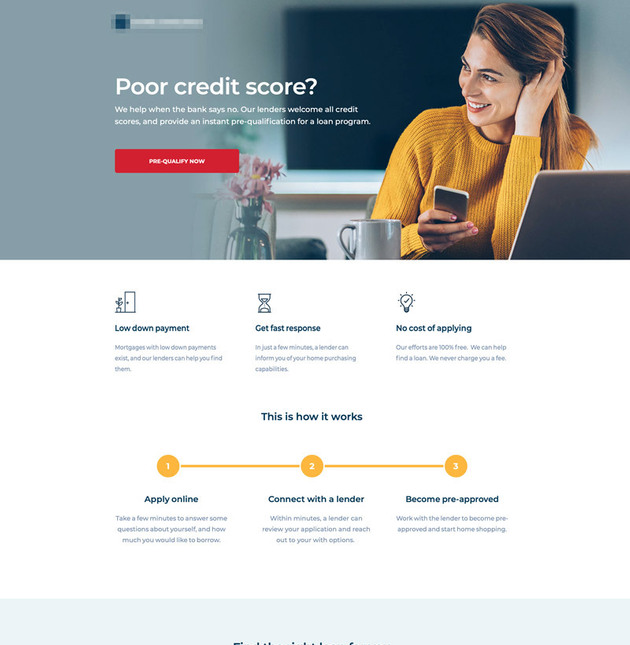 Poor credit score?
We help when the bank says no. Our lenders welcome all credit
scores, and provide an instant pre-qualification for a loan program.
PRE-QUALIFY NOW
Low down payment
Mortgages with low down payments
exist, and our lenders can help you find
them.
Get fast response
In just a few minutes, a lender can
inform you of your home purchasing
capabilities.
No cost of applying
Our efforts are 100% free. We can help
find a loan. We never charge you a fee.
This is how it works
1
2
3
Apply online
Take a few minutes to answer some
questions about yourself, and how
much you would like to borrow.
Connect with a lender
Within minutes, a lender can
review your application and reach
out to your with options.
Become pre-approved
Work with the lender to become pre-
approved and start home shopping.